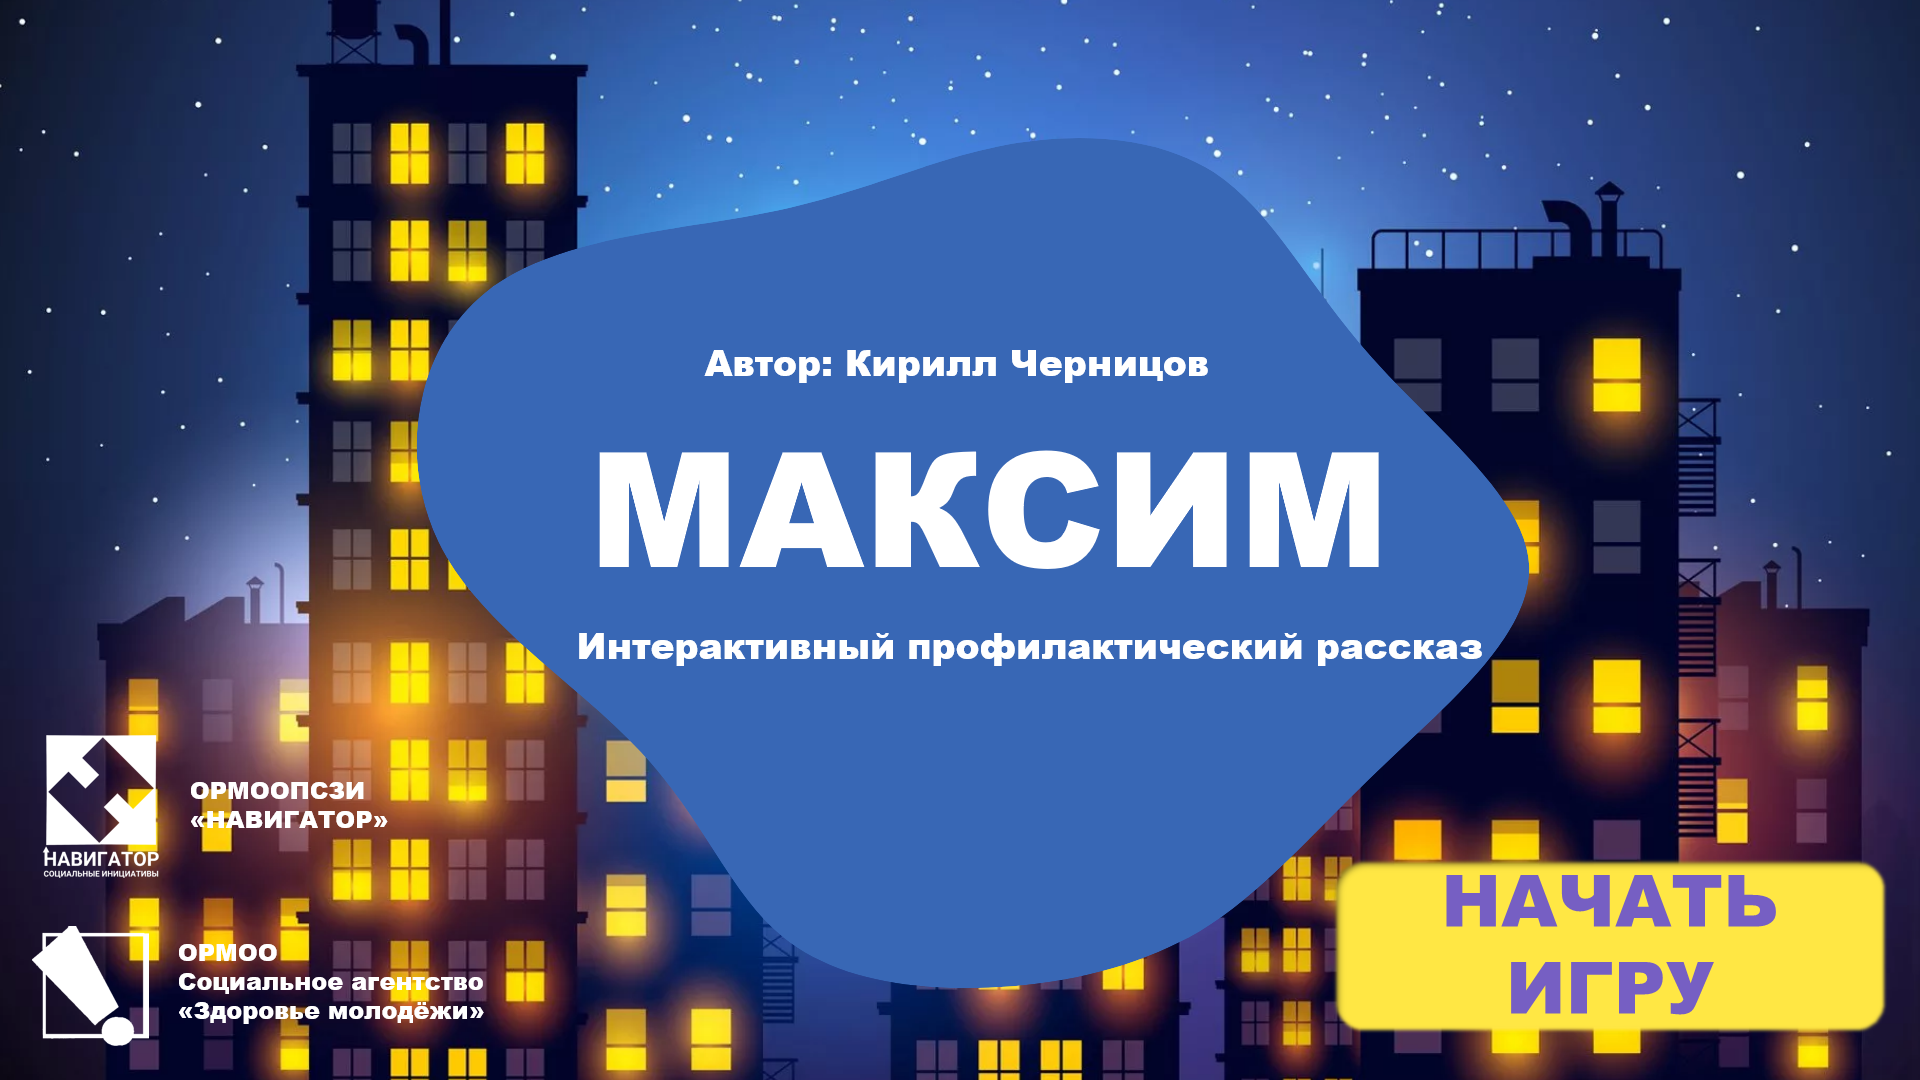 Автор: Кирилл Черницов
МАКСИМ
Интерактивный профилактический рассказ
НАВИГАТОР
СОЦИАЛЬНЫЕ ИНИЦИАТИВЫ
ОРМООПСЗИ
«НАВИГАТОР»
ОРМОО
Социальное агентство
«Здоровье молодёжи»
НАЧАТЬ
ИГРУ